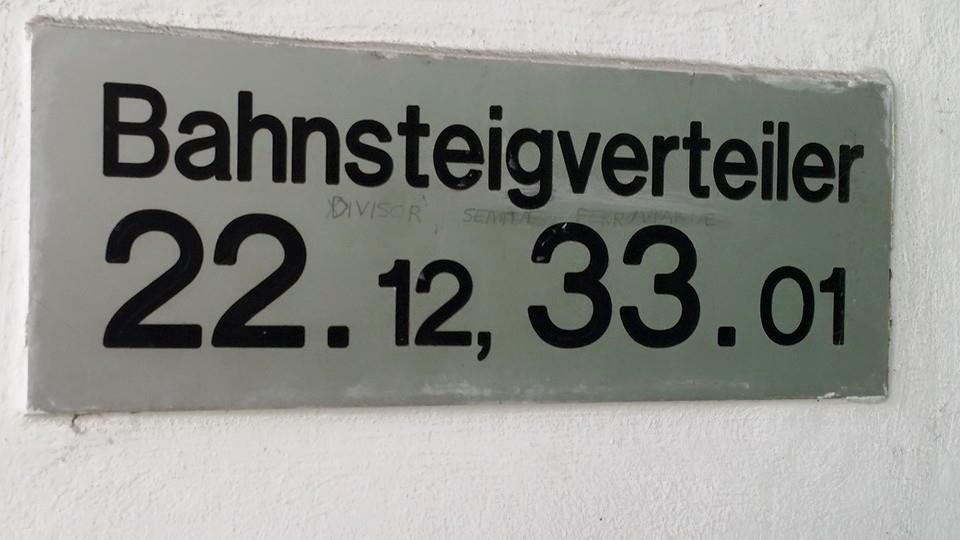 Bahnsteigverteiler
DIVISOR
22.12, 33.01